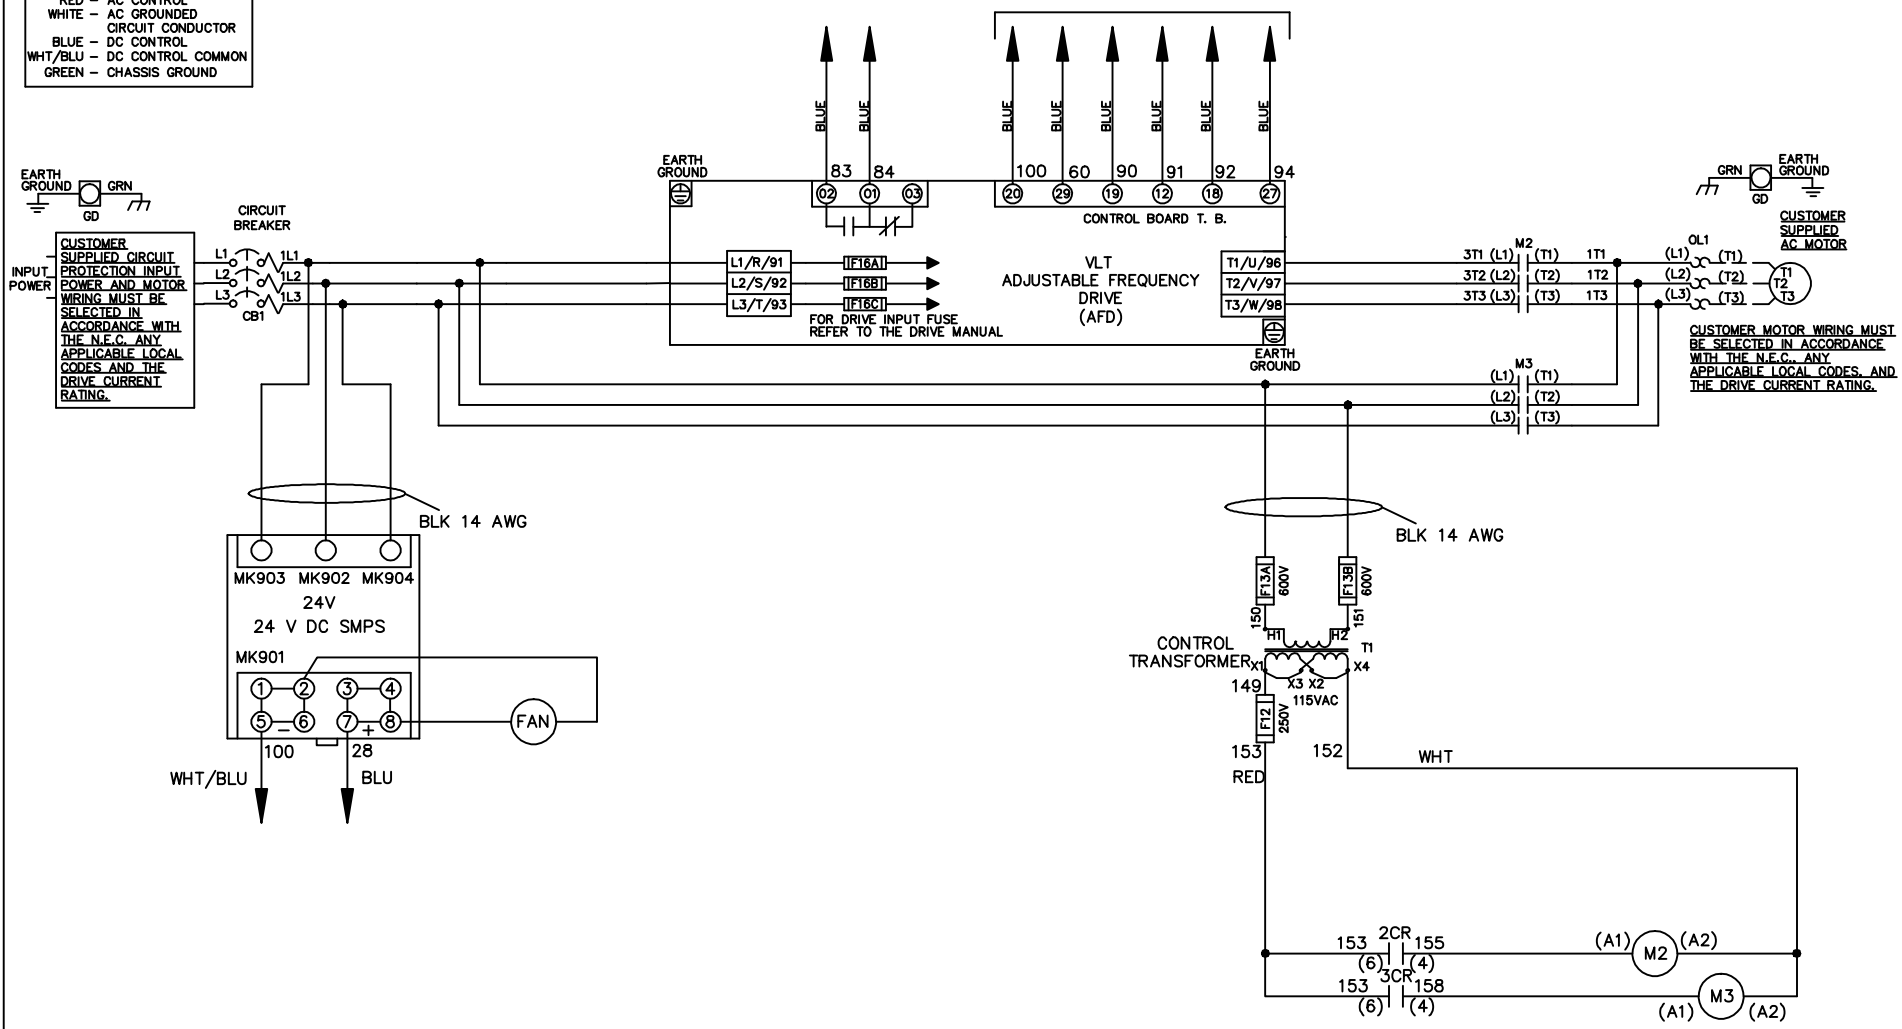 RED – AC CONTROL
WHITE – AC GROUNDED
CIRCUIT CONDUCTOR
BLUE – DC CONTROL
WHT/BLU – DC CONTROL COMMON
GREEN – CHASSIS GROUND
BLUE BLUE BLUE BLUE BLUE BLUE BLUE BLUE
EARTH
GROUND
GRN
GD
CIRCUIT
BREAKER
L1 1L1
L2 1L2
L3 1L3
CB1
INPUT
POWER
CUSTOMER
SUPPLIED CIRCUIT
PROTECTION INPUT
POWER AND MOTOR
WIRING MUST BE
SELECTED IN
ACCORDANCE WITH
THE N.E.C. ANY
APPLICABLE LOCAL
CODES AND THE
DRIVE CURRENT
RATING.
EARTH
GROUND
83 84
02 01 03
100 60 90 91 92 94
20 29 19 12 18 27
CONTROL BOARD T. B.
L1/R/91 F16A
L2/S/92 F16B
L3/T/93 F16C
FOR DRIVE INPUT FUSE
REFER TO THE DRIVE MANUAL
VLT
ADJUSTABLE FREQUENCY
DRIVE
(AFD)
T1/U/96
T2/V/97
T3/W/98
EARTH
GROUND
M2
3T1 (L1) (T1) 1T1
3T2 (L2) (T2) 1T2
3T3 (L3) (T3) 1T3
M3
(L1) (T1)
(L2) (T2)
(L3) (T3)
GRN
EARTH
GROUND
GD
CUSTOMER
SUPPLIED
AC MOTOR
OL1
(L1) (T1)
(L2) (T2)
(L3) (T3)
T1
T2
T3
CUSTOMER MOTOR WIRING MUST
BE SELECTED IN ACCORDANCE
WITH THE N.E.C., ANY
APPLICABLE LOCAL CODES, AND
THE DRIVE CURRENT RATING.
BLK 14 AWG
MK903 MK902 MK904
24V
24 V DC SMPS
MK901
1 2 3 4
5 – 6 7 + 8
FAN
100 28
WHT/BLU BLU
BLK 14 AWG
F13A 600V F13B 600V
150 151
H1 H2
T1
CONTROL
TRANSFORMER
X1 X4
X3 X2
149
115VAC
F12 250V
153 152
RED WHT
2CR
153 155
(6) (4)
(A1) M2 (A2)
3CR
153 158
(6) (4)
(A1) M3 (A2)